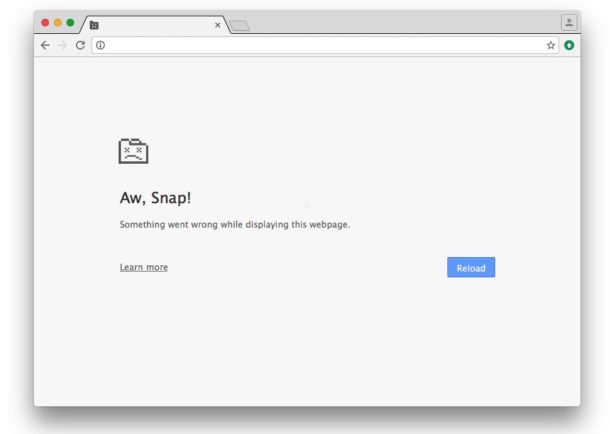 Aw, Snap!
Something went wrong while displaying this webpage.
Learn more
Reload